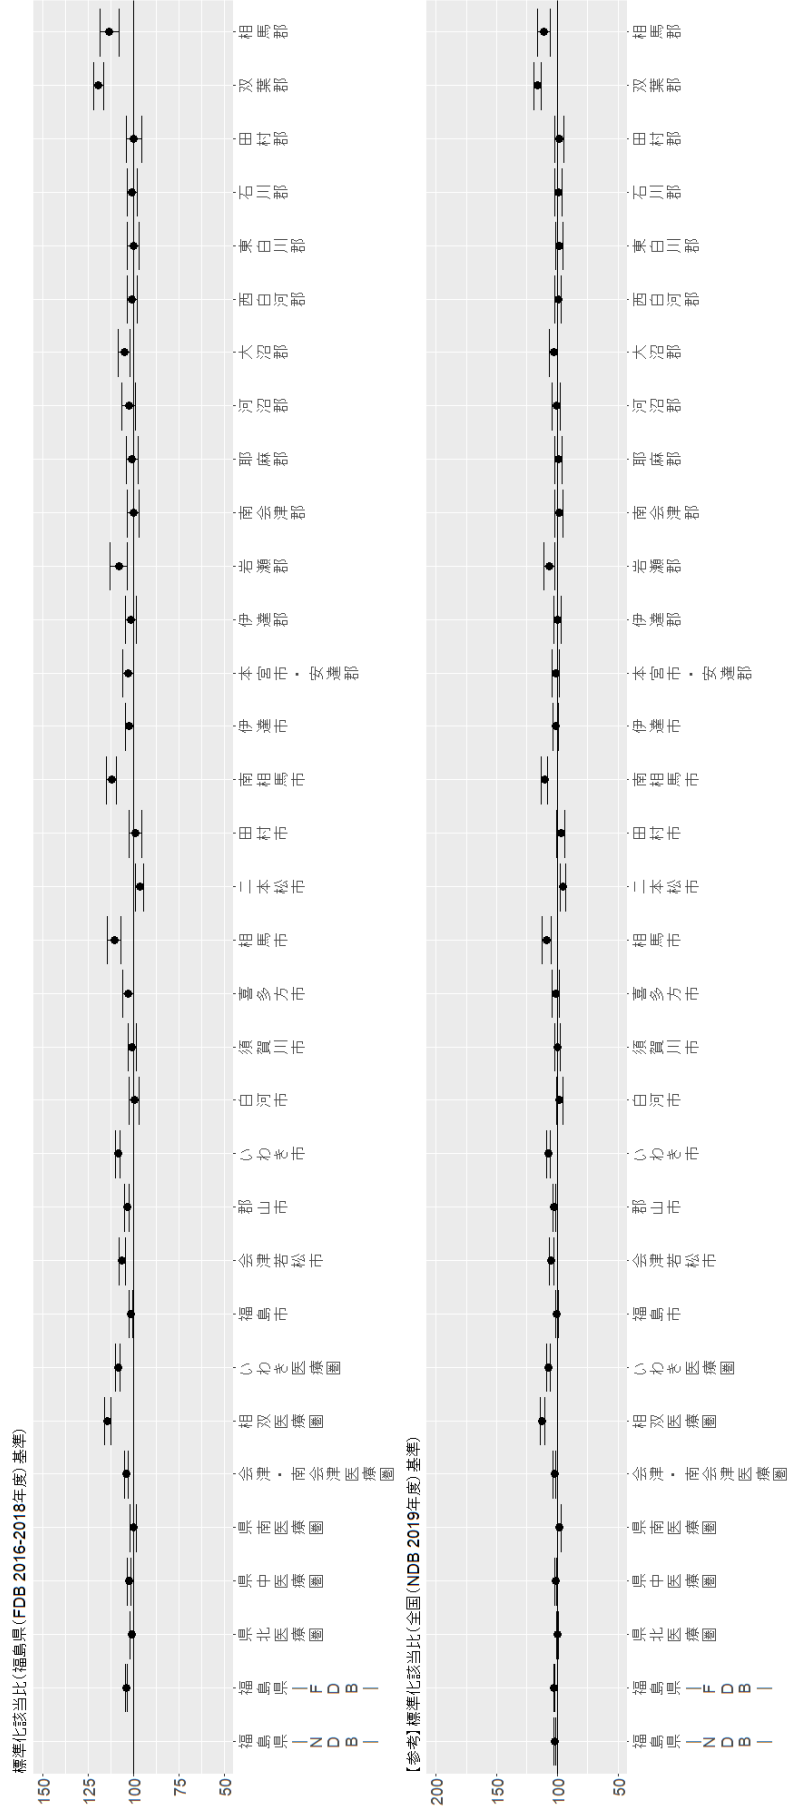 標準化該当比(福島県(FDB 2016-2018年度)基準)
150
125
100
75
50
福島県|NDB|
福島県|FDB|
県北医療圏
県中医療圏
県南医療圏
会津・南会津医療圏
相双医療圏
いわき医療圏
福島市
会津若松市
郡山市
いわき市
白河市
須賀川市
喜多方市
相馬市
二本松市
田村市
南相馬市
伊達市
本宮市・安達郡
伊達郡
岩瀬郡
南会津郡
耶麻郡
河沼郡
大沼郡
西白河郡
東白川郡
石川郡
田村郡
双葉郡
相馬郡
【参考】標準化該当比(全国(NDB 2019年度)基準)
200
150
100
50
福島県|NDB|
福島県|FDB|
県北医療圏
県中医療圏
県南医療圏
会津・南会津医療圏
相双医療圏
いわき医療圏
福島市
会津若松市
郡山市
いわき市
白河市
須賀川市
喜多方市
相馬市
二本松市
田村市
南相馬市
伊達市
本宮市・安達郡
伊達郡
岩瀬郡
南会津郡
耶麻郡
河沼郡
大沼郡
西白河郡
東白川郡
石川郡
田村郡
双葉郡
相馬郡